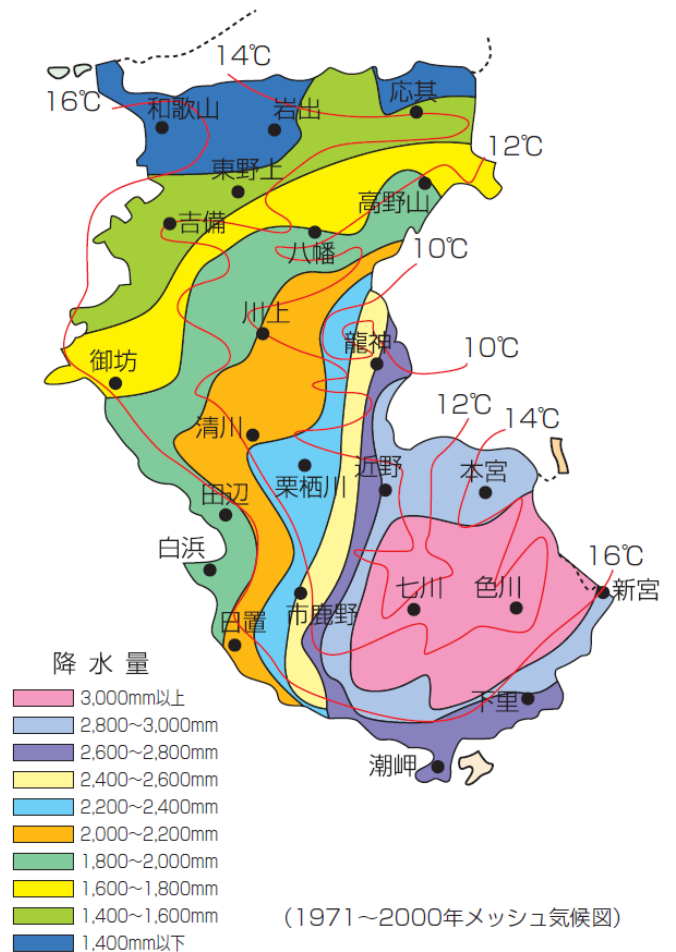 14℃
16℃
和歌山
岩出
応其
12℃
東野上
高野山
吉備
八幡
10℃
川上
龍神
10℃
御坊
12℃
14℃
清川
近野
本宮
栗栖川
田辺
白浜
16℃
七川
色川
新宮
市鹿野
日置
下里
潮岬
降水量
3,000mm以上
2,800〜3,000mm
2,600〜2,800mm
2,400〜2,600mm
2,200〜2,400mm
2,000〜2,200mm
1,800〜2,000mm
1,600〜1,800mm
1,400〜1,600mm
1,400mm以下
(1971〜2000年メッシュ気候図)